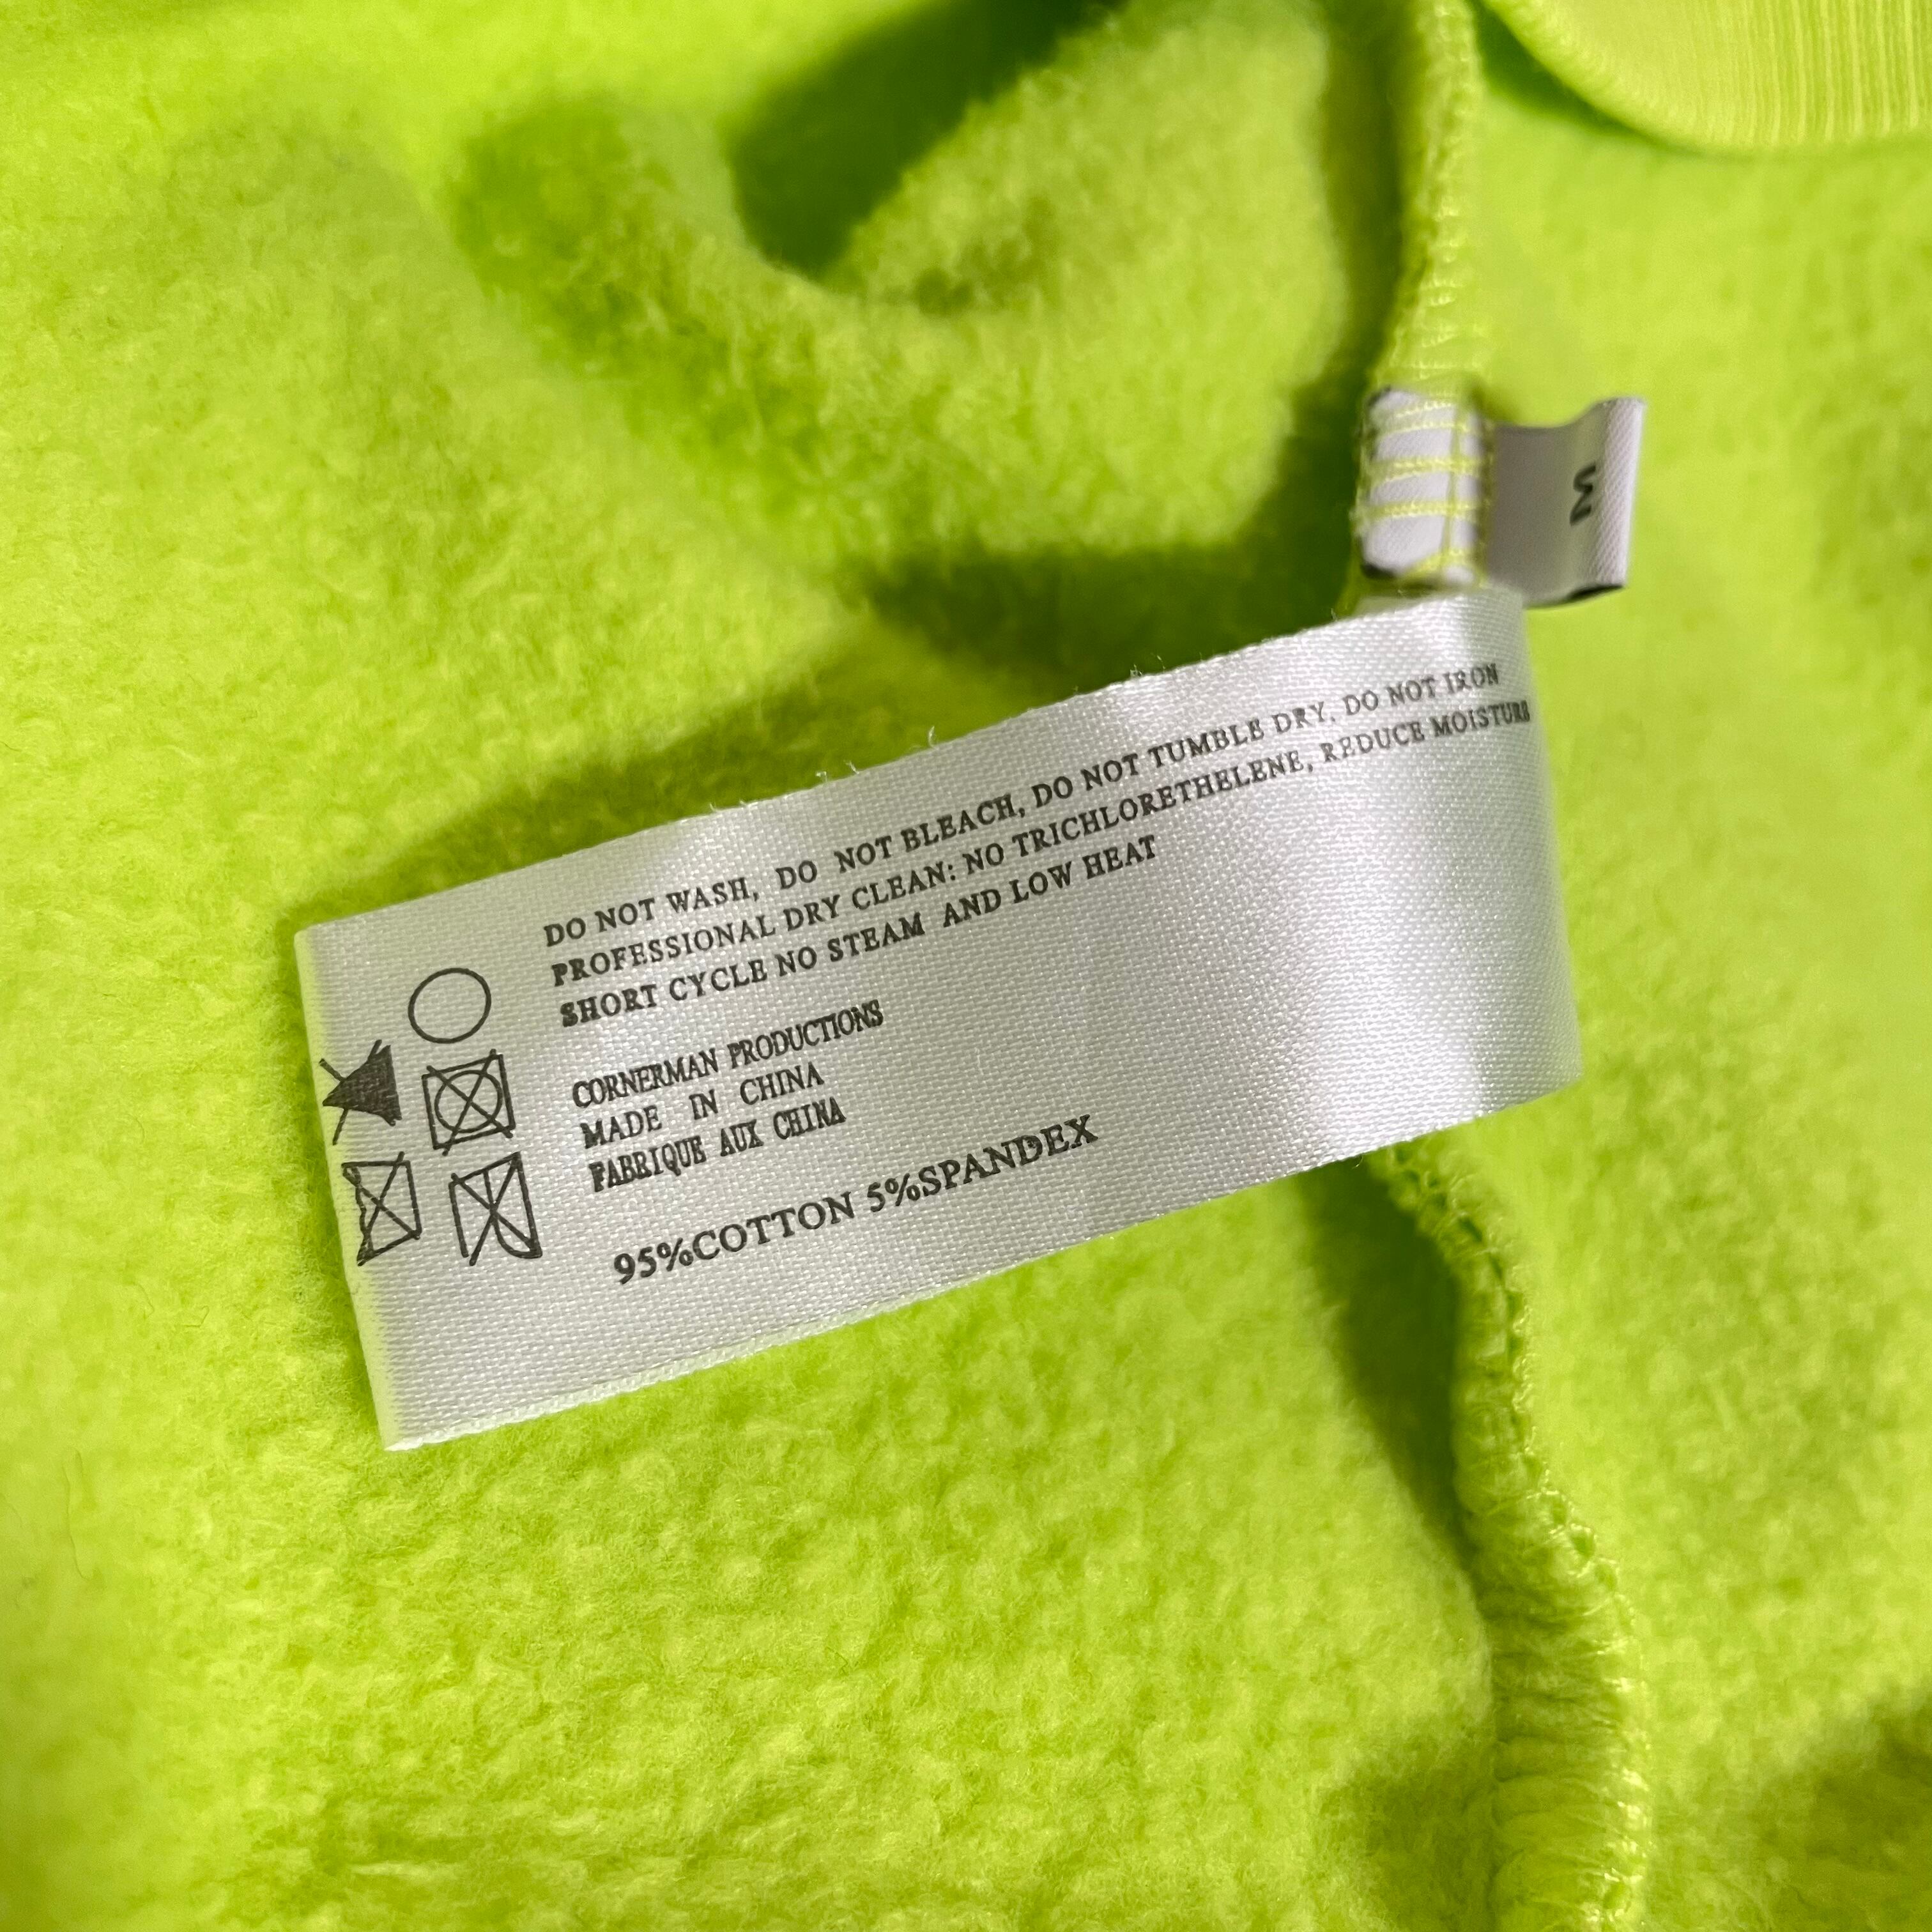 M
DO NOT WASH, DO NOT BLEACH, DO NOT TUMBLE DRY, DO NOT IRON
PROFESSIONAL DRY CLEAN: NO TRICHLORETHELENE, REDUCE MOISTURE
SHORT CYCLE NO STEAM AND LOW HEAT
CORNERMAN PRODUCTIONS
MADE IN CHINA
FABRIQUE AUX CHINA
95%COTTON 5%SPANDEX